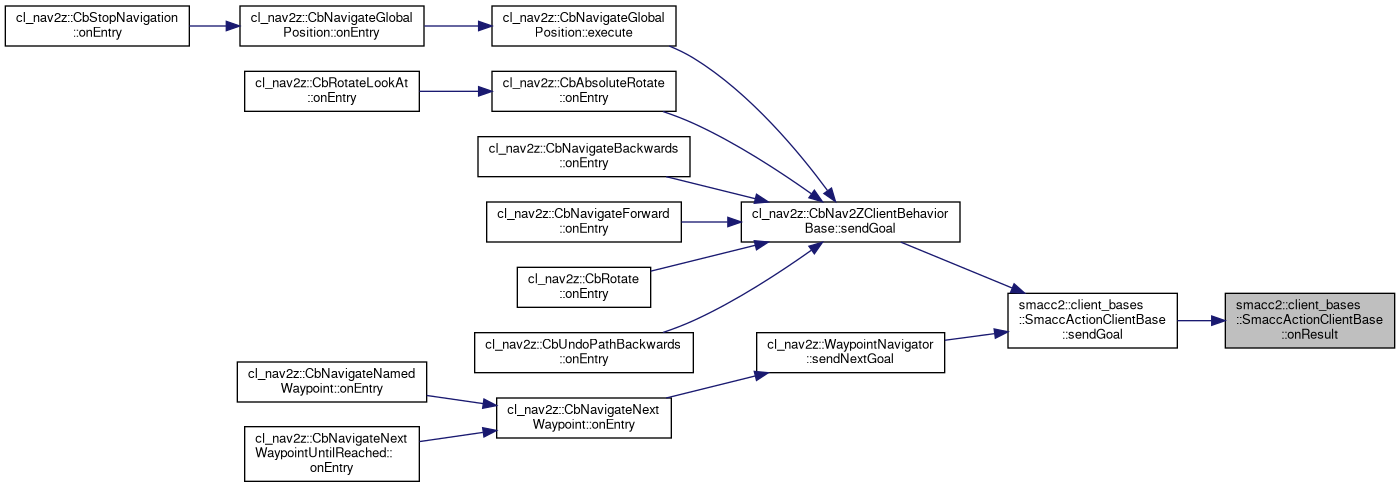 cl_nav2z::CbStopNavigation
::onEntry
cl_nav2z::CbNavigateGlobal
Position::onEntry
cl_nav2z::CbNavigateGlobal
Position::execute
cl_nav2z::CbRotateLookAt
::onEntry
cl_nav2z::CbAbsoluteRotate
::onEntry
cl_nav2z::CbNavigateBackwards
::onEntry
cl_nav2z::CbNavigateForward
::onEntry
cl_nav2z::CbNav2ZClientBehavior
Base::sendGoal
cl_nav2z::CbRotate
::onEntry
smacc2::client_bases
::SmaccActionClientBase
::sendGoal
smacc2::client_bases
::SmaccActionClientBase
::onResult
cl_nav2z::CbUndoPathBackwards
::onEntry
cl_nav2z::WaypointNavigator
::sendNextGoal
cl_nav2z::CbNavigateNamed
Waypoint::onEntry
cl_nav2z::CbNavigateNext
Waypoint::onEntry
cl_nav2z::CbNavigateNext
WaypointUntilReached::
onEntry